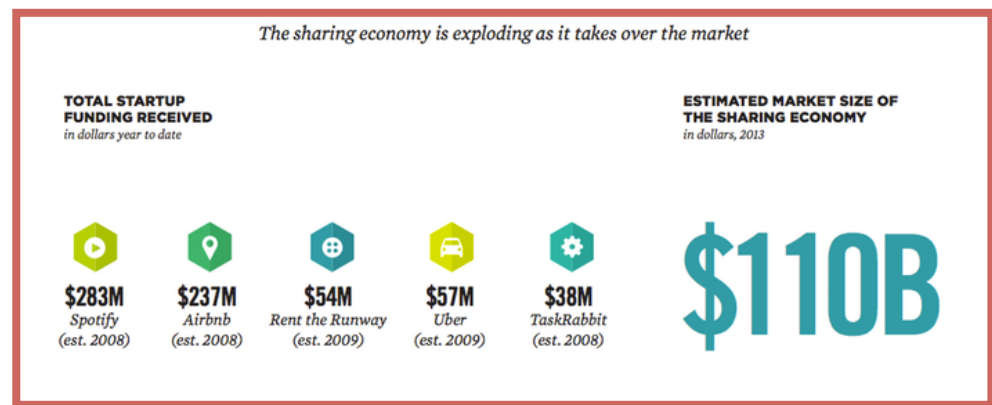 The sharing economy is exploding as it takes over the market
TOTAL STARTUP
FUNDING RECEIVED
in dollars year to date
$283M
Spotify
(est. 2008)
$237M
Airbnb
(est. 2008)
$54M
Rent the Runway
(est. 2009)
$57M
Uber
(est. 2009)
$38M
TaskRabbit
(est. 2008)
ESTIMATED MARKET SIZE OF
THE SHARING ECONOMY
in dollars, 2013
$110B